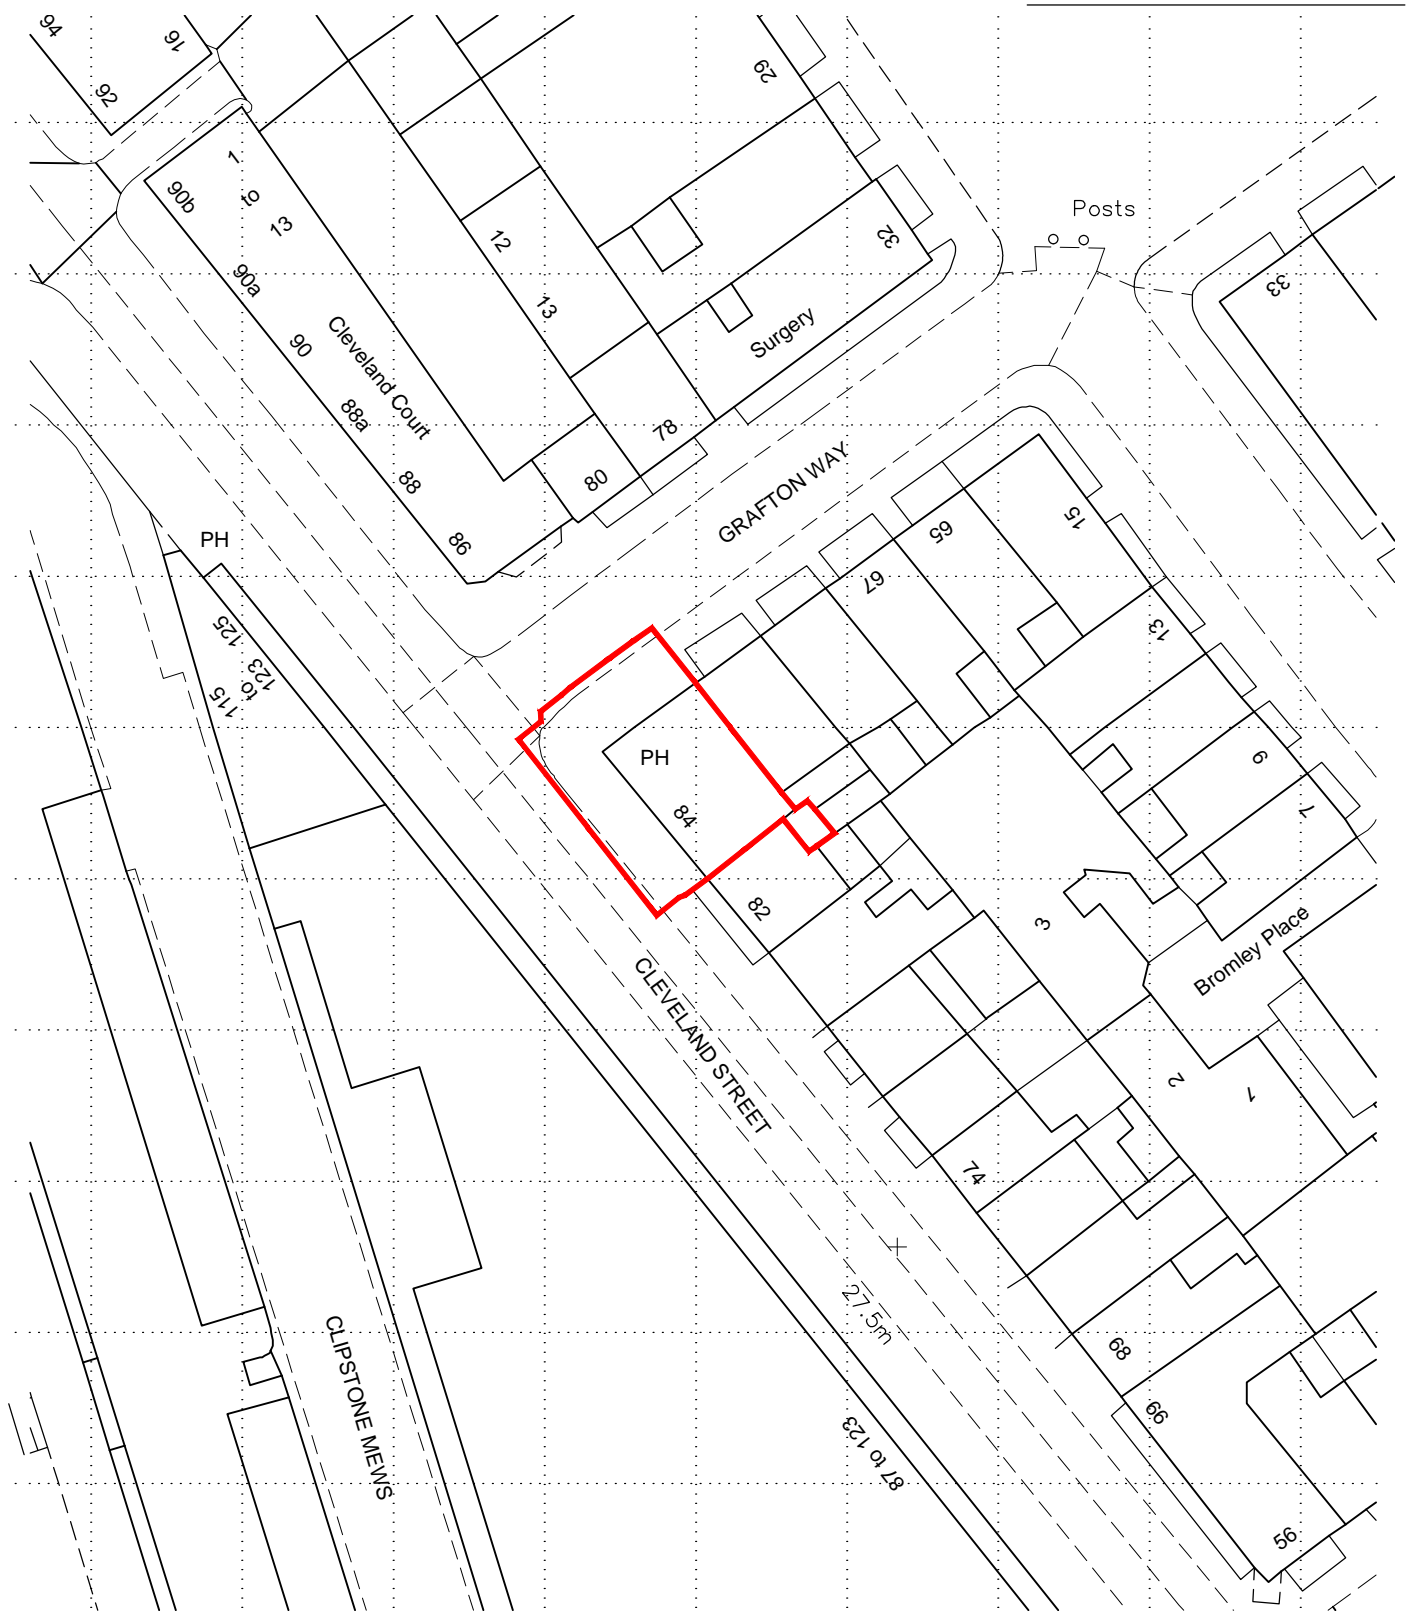 94
92
16
29
1
to
13
90b
90a
90
88a
88
86
Cleveland Court
12
13
32
Surgery
78
80
Posts
33
GRAFTON WAY
PH
125
123
to
115
65
67
15
13
PH
84
82
9
7
3
Bromley Place
2
1
CLEVELAND STREET
74
27.5m
68
66
87 to 123
56
CLIPSTONE MEWS